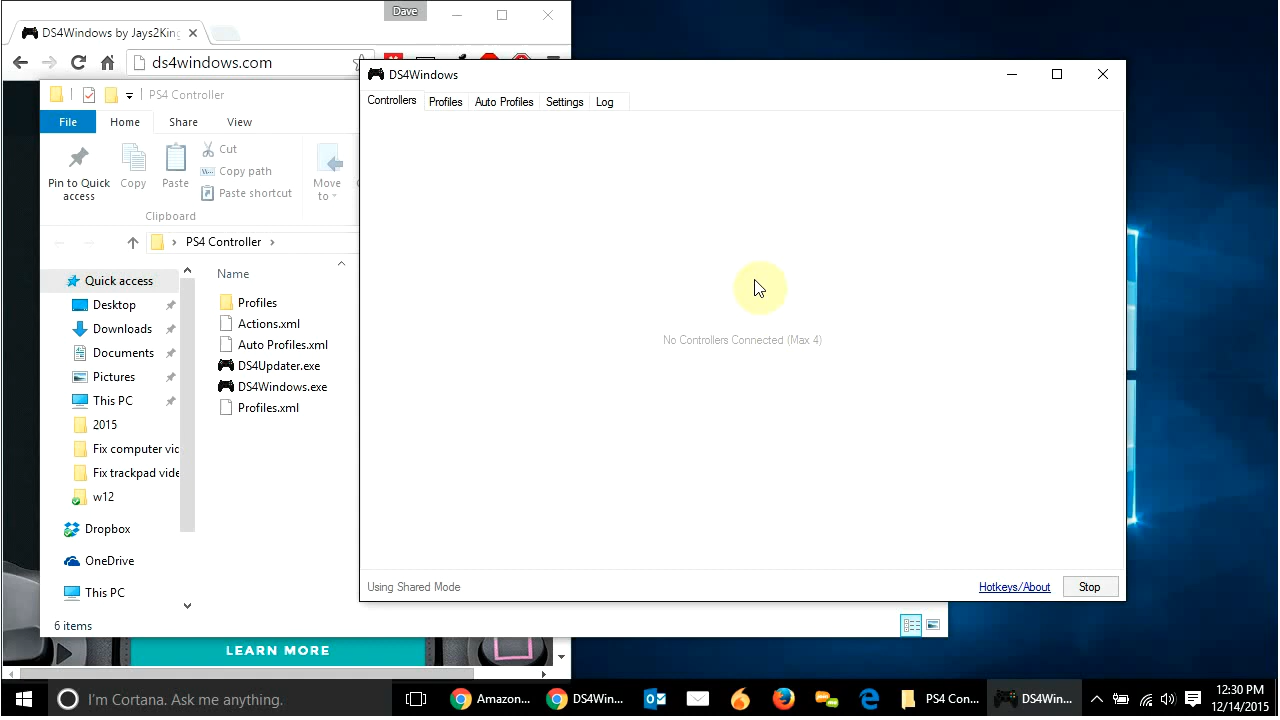 Dave
DS4Windows by Jays2King
ds4windows.com
PS4 Controller
File Home Share View
Pin to Quick access
Copy
Paste
Cut
Copy path
Paste shortcut
Move to
Clipboard
PS4 Controller
Quick access
Desktop
Downloads
Documents
Pictures
This PC
2015
Fix computer vic
Fix trackpad vide
w12
Dropbox
OneDrive
This PC
Name
Profiles
Actions.xml
Auto Profiles.xml
DS4Updater.exe
DS4Windows.exe
Profiles.xml
6 items
DS4Windows
Controllers Profiles Auto Profiles Settings Log
No Controllers Connected (Max 4)
Using Shared Mode
Hotkeys/About
Stop
LEARN MORE
I'm Cortana. Ask me anything.
Amazon...
DS4Win...
PS4 Con...
DS4Win...
12:30 PM
12/14/2015